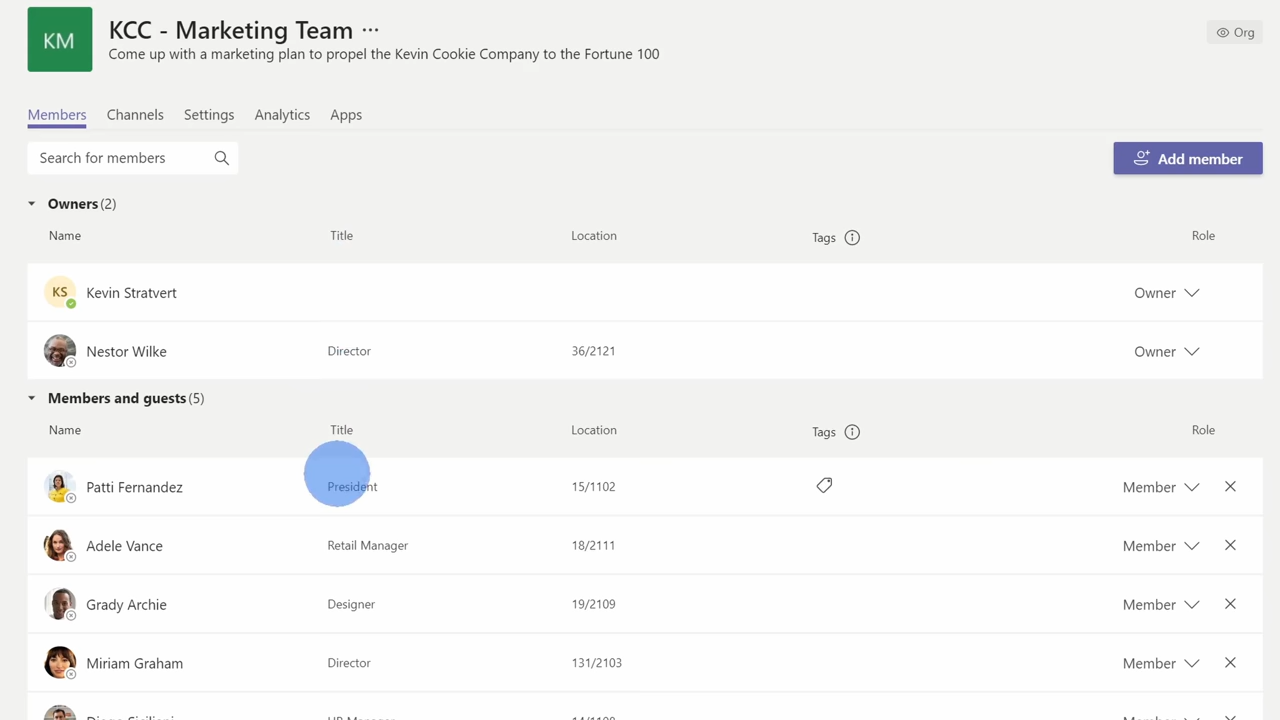 KM
KCC - Marketing Team ···
Come up with a marketing plan to propel the Kevin Cookie Company to the Fortune 100
Org
Members Channels Settings Analytics Apps
Search for members
Add member
Owners (2)
Name Title Location Tags Role
KS Kevin Stratvert Owner
Nestor Wilke Director 36/2121 Owner
Members and guests (5)
Name Title Location Tags Role
Patti Fernandez President 15/1102 Member
Adele Vance Retail Manager 18/2111 Member
Grady Archie Designer 19/2109 Member
Miriam Graham Director 131/2103 Member